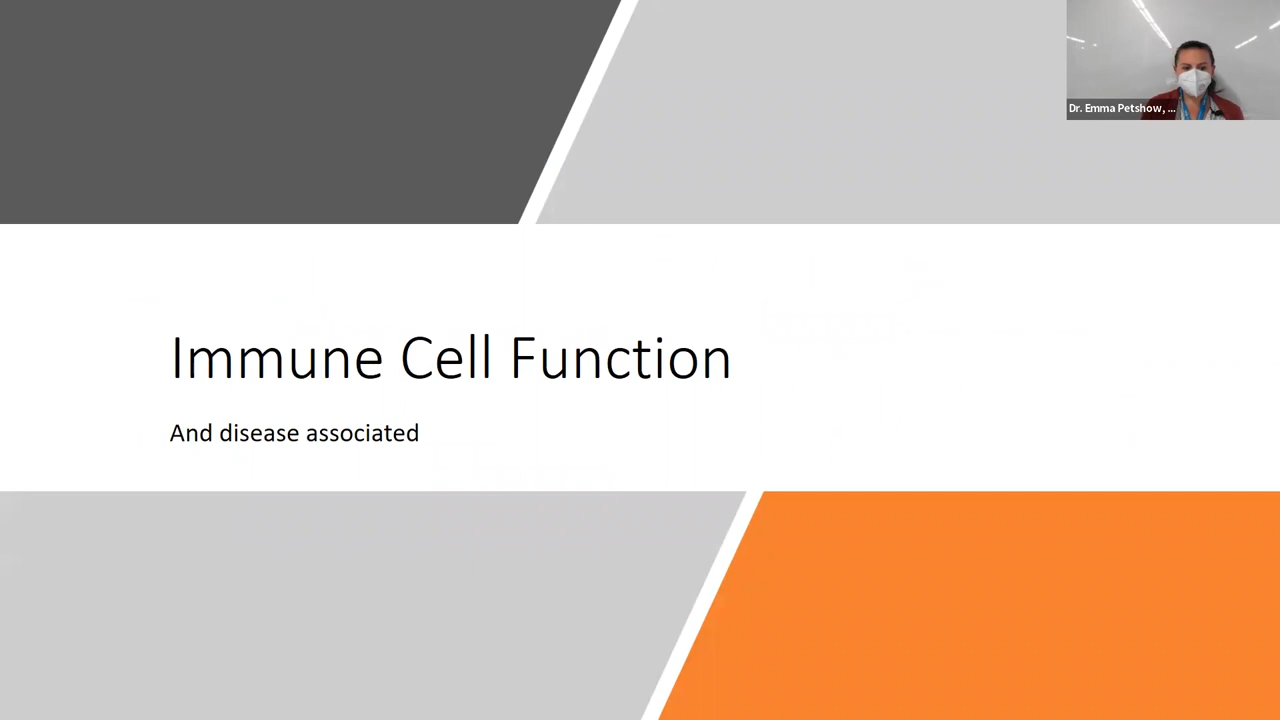 Dr. Emma Petshow, ...
Immune Cell Function
And disease associated